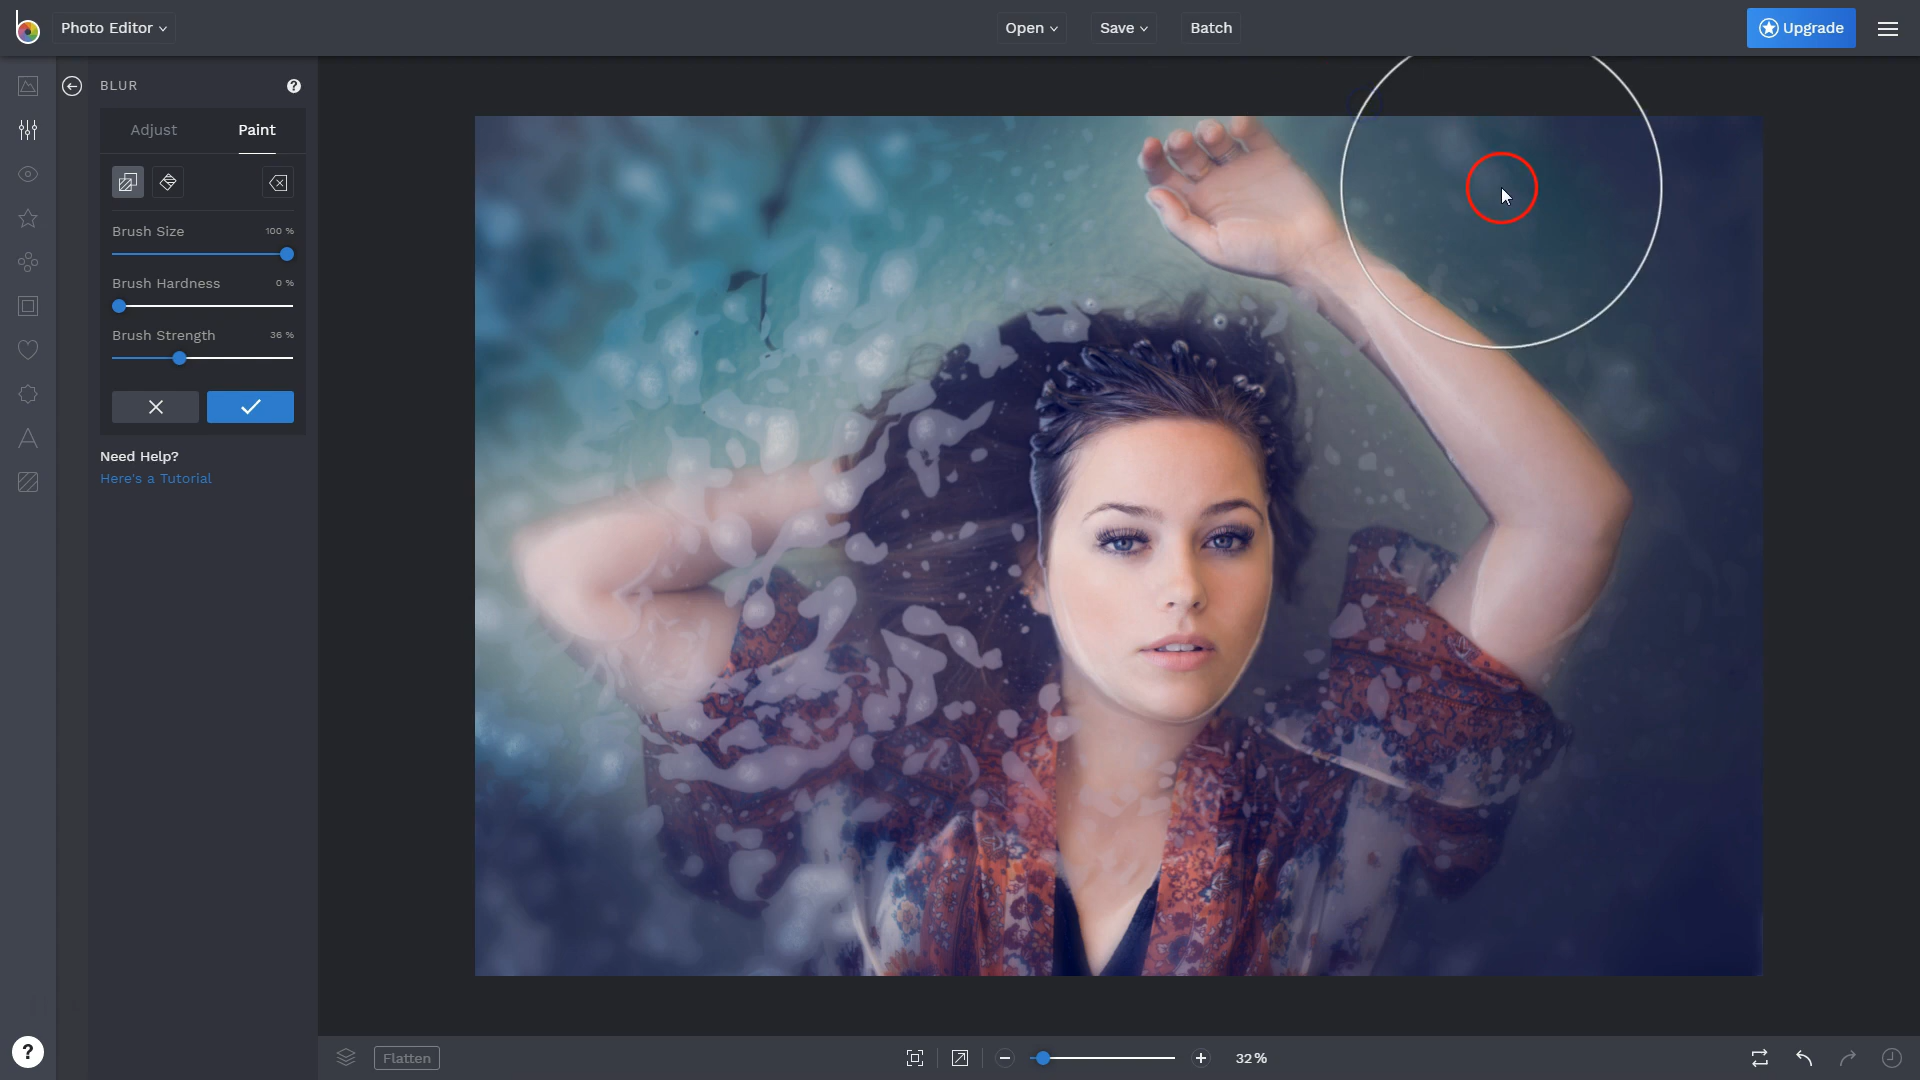 Photo Editor
Open
Save
Batch
Upgrade
BLUR
?
Adjust
Paint
Brush Size 100 %
Brush Hardness 0 %
Brush Strength 36 %
Need Help?
Here's a Tutorial
?
Flatten
32 %